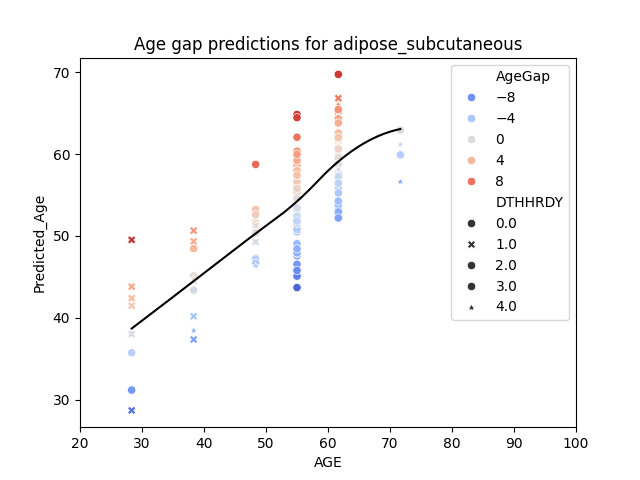 Age gap predictions for adipose_subcutaneous
70
60
50
40
30
Predicted_Age
20 30 40 50 60 70 80 90 100
AGE
AgeGap
−8
−4
0
4
8
DTHHRDY
0.0
1.0
2.0
3.0
4.0